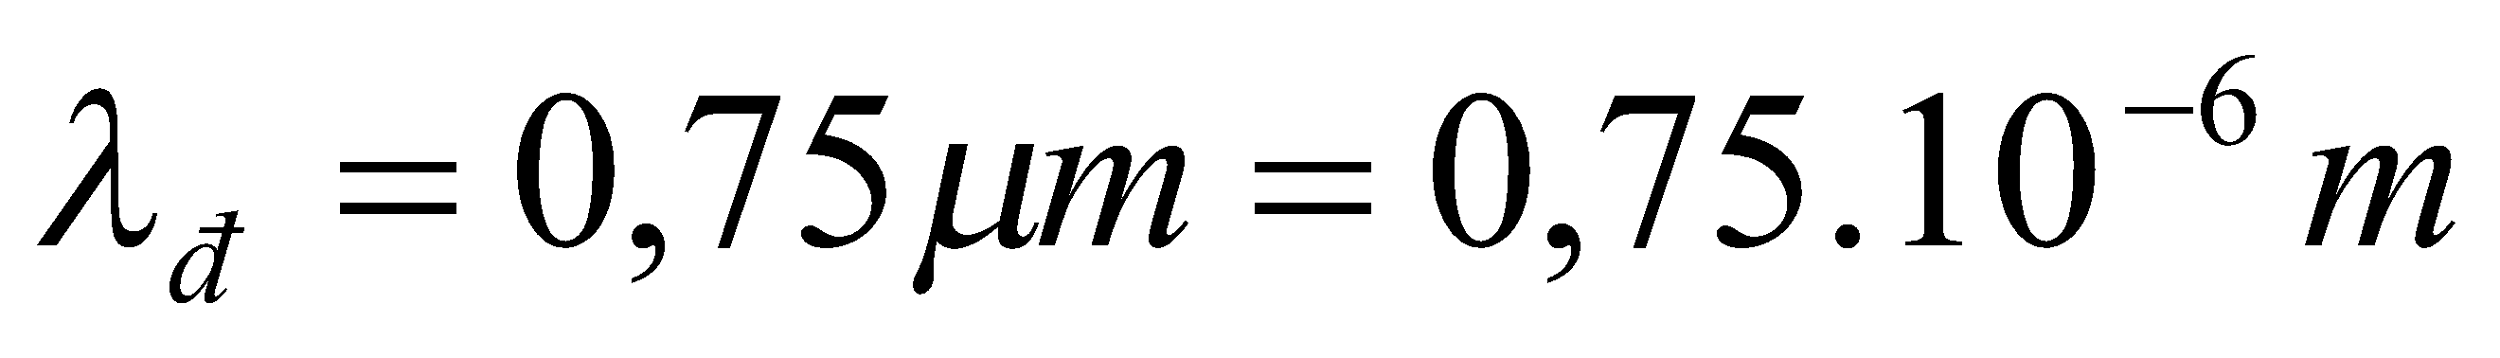 λđ = 0,75μm = 0,75.10⁻⁶ m